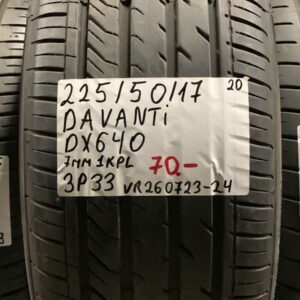 225/50/17 20
DAVANTi
DX640
7MM 1KPL 70,-
3P33 VR260723-24